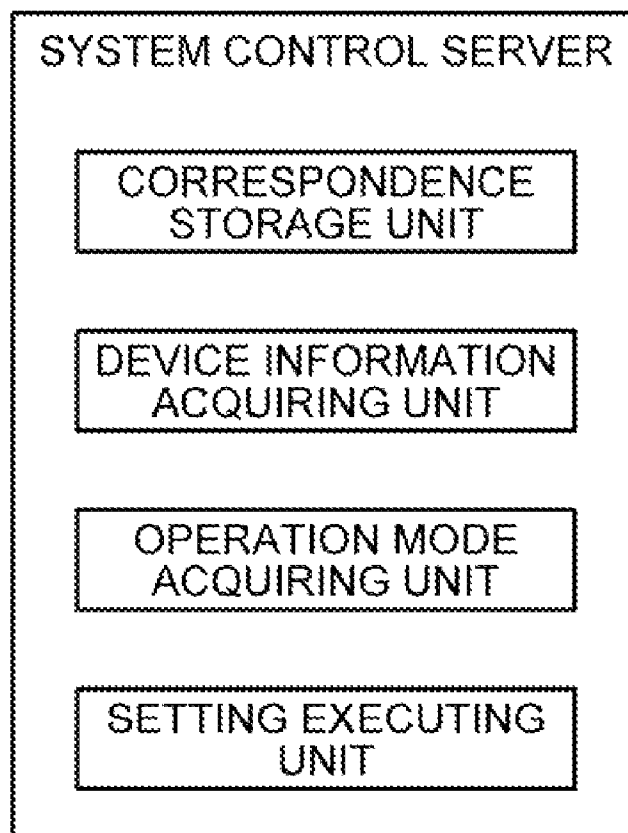 SYSTEM CONTROL SERVER
CORRESPONDENCE
STORAGE UNIT
DEVICE INFORMATION
ACQUIRING UNIT
OPERATION MODE
ACQUIRING UNIT
SETTING EXECUTING
UNIT